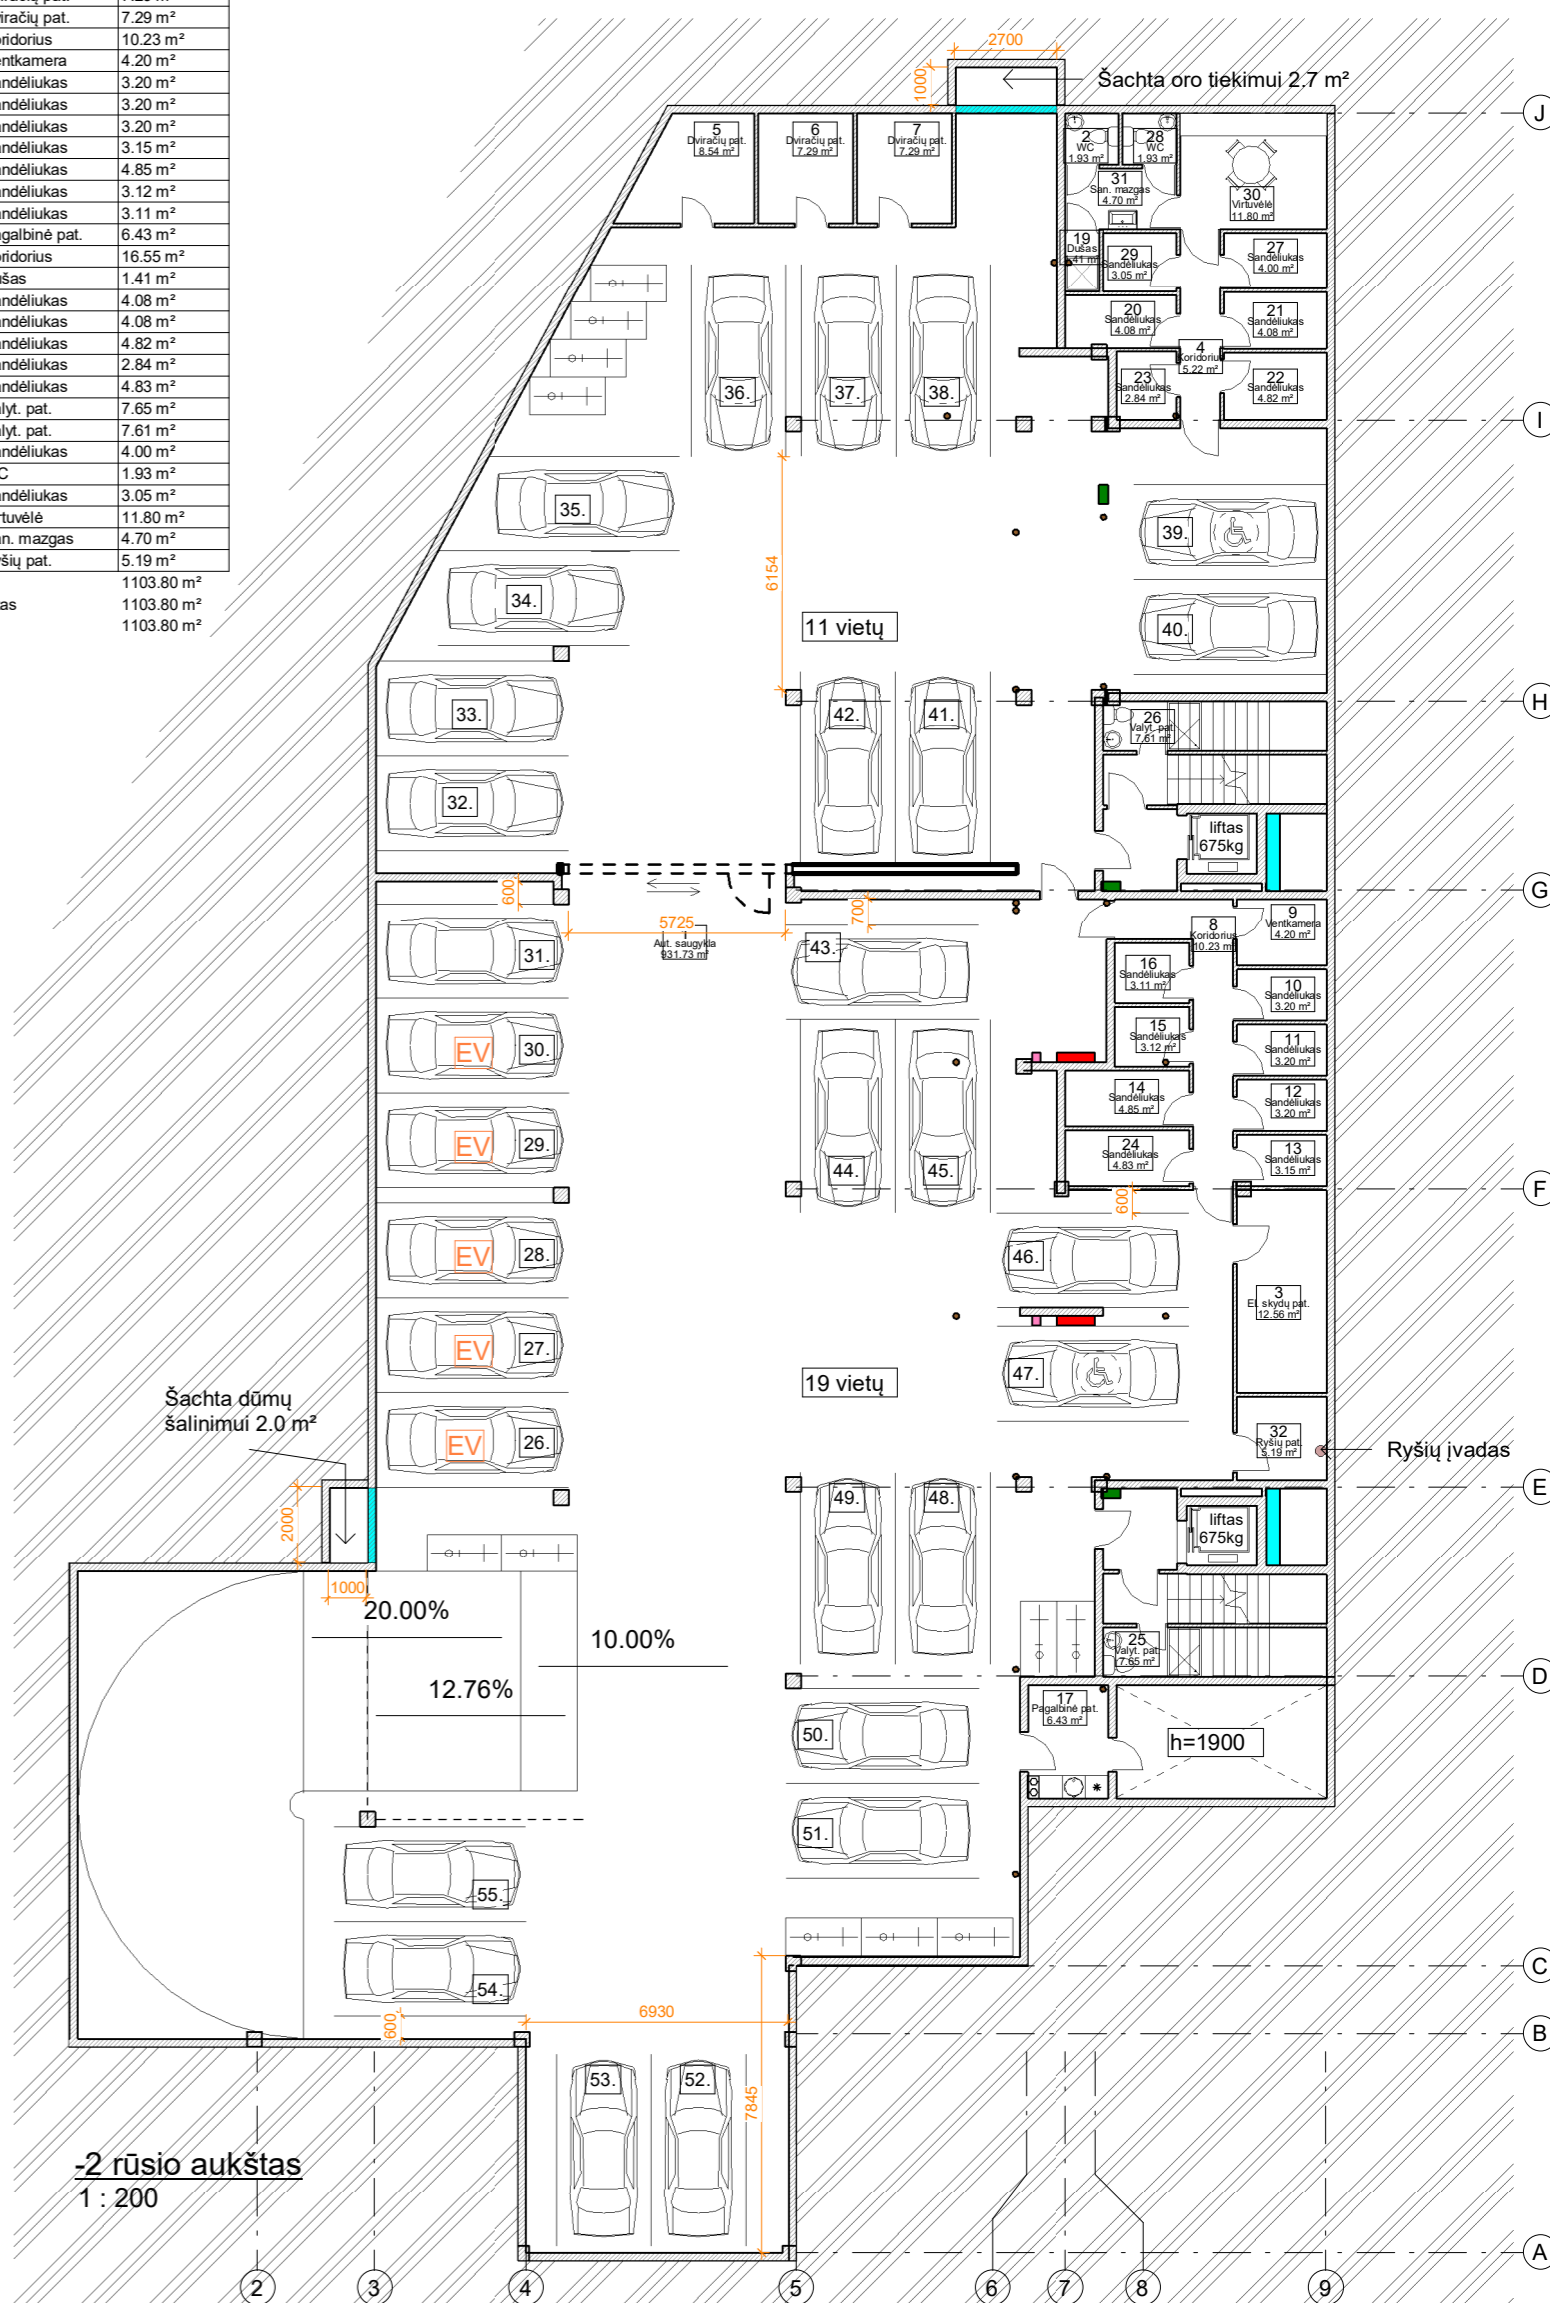 7.29 m²
10.23 m²
4.20 m²
3.20 m²
3.20 m²
3.20 m²
3.15 m²
4.85 m²
3.12 m²
3.11 m²
6.43 m²
16.55 m²
1.41 m²
4.08 m²
4.08 m²
4.82 m²
2.84 m²
4.83 m²
7.65 m²
7.61 m²
4.00 m²
1.93 m²
3.05 m²
11.80 m²
4.70 m²
5.19 m²
1103.80 m²
1103.80 m²
1103.80 m²
2700
1000
Šachta oro tiekimui 2.7 m²
J
5
Dviračių pat.
8.54 m²
6
Dviračių pat.
7.29 m²
7
Dviračių pat.
7.29 m²
2
WC
1.93 m²
28
WC
1.93 m²
31
San. mazgas
4.70 m²
30
Virtuvėlė
11.80 m²
19
Dušas
29
Sandėliukas
3.05 m²
27
Sandėliukas
4.00 m²
20
Sandėliukas
4.08 m²
21
Sandėliukas
4.08 m²
4
Koridorius
5.22 m²
23
Sandėliukas
2.84 m²
22
Sandėliukas
4.82 m²
36.
37.
38.
I
35.
39.
34.
6154
11 vietų
40.
33.
42.
41.
H
26
Valyt. pat.
7.61 m²
32.
liftas
675kg
G
600
5725
700
Aut. saugykla
931.73 m²
31.
43.
8
Koridorius
10.23 m²
9
Ventkamera
4.20 m²
16
Sandėliukas
3.11 m²
10
Sandėliukas
3.20 m²
EV
30.
15
Sandėliukas
3.12 m²
11
Sandėliukas
3.20 m²
EV
29.
14
Sandėliukas
4.85 m²
12
Sandėliukas
3.20 m²
44.
45.
24
Sandėliukas
4.83 m²
13
Sandėliukas
3.15 m²
F
600
EV
28.
46.
3
El. skydų pat.
12.56 m²
EV
27.
19 vietų
47.
Šachta dūmų
šalinimui 2.0 m²
EV
26.
32
Ryšių pat.
5.19 m²
Ryšių įvadas
E
49.
48.
2000
liftas
675kg
1000
20.00%
10.00%
12.76%
25
Valyt. pat.
7.65 m²
D
17
Pagalbinė pat.
6.43 m²
h=1900
50.
51.
55.
54.
C
600
6930
B
53.
52.
7845
-2 rūsio aukštas
1 : 200
A
2
3
4
5
6
7
8
9